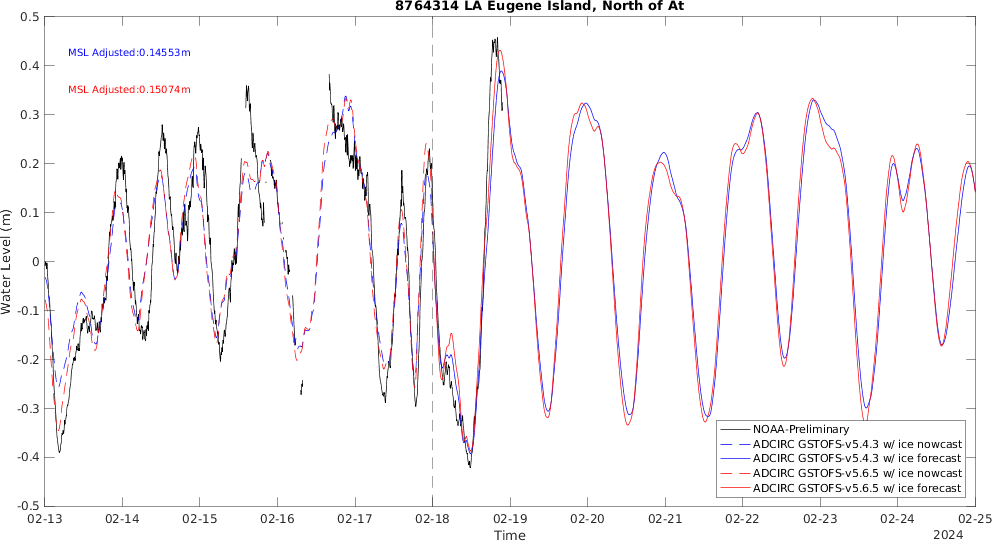 8764314 LA Eugene Island, North of At
MSL Adjusted:0.14553m
MSL Adjusted:0.15074m
Water Level (m)
0.5
0.4
0.3
0.2
0.1
0
-0.1
-0.2
-0.3
-0.4
-0.5
NOAA-Preliminary
ADCIRC GSTOFS-v5.4.3 w/ ice nowcast
ADCIRC GSTOFS-v5.4.3 w/ ice forecast
ADCIRC GSTOFS-v5.6.5 w/ ice nowcast
ADCIRC GSTOFS-v5.6.5 w/ ice forecast
02-13 02-14 02-15 02-16 02-17 02-18 02-19 02-20 02-21 02-22 02-23 02-24 02-25
Time
2024